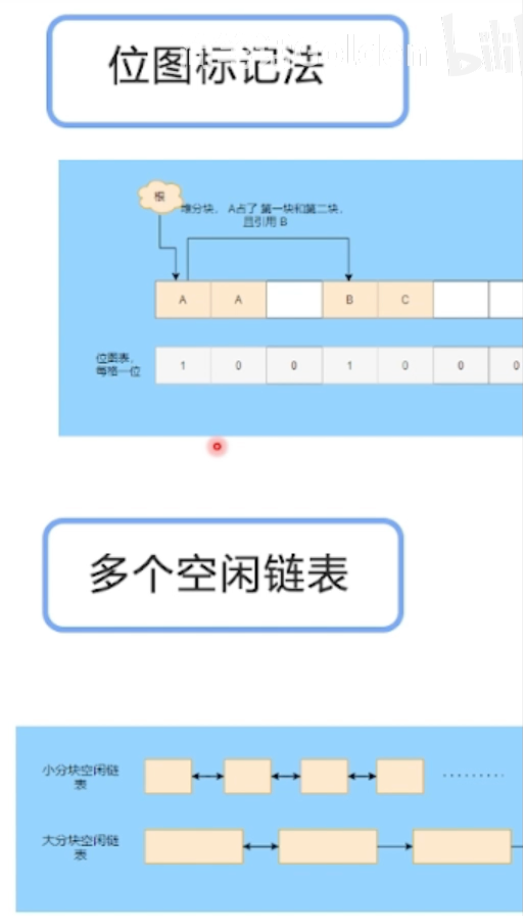 位图标记法
bili
根
堆分块， A占了 第一块和第二块，
且引用 B
A A B C
位图表，
每格一位
1 0 0 1 0 0 0
多个空闲链表
小分块空闲链
表
大分块空闲链
表